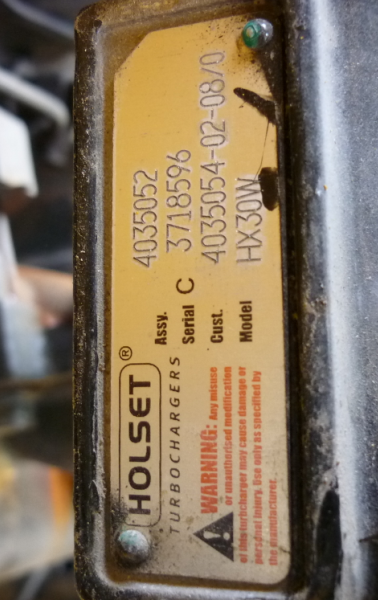 HOLSET®
TURBOCHARGERS
Assy. 4035052
Serial C 3718596
Cust. 4035054-02-08/0
Model HX30W
WARNING: Any misuse
or unauthorised modification
of this turbocharger may cause damage or
personal injury. Use only as specified by
the manufacturer.